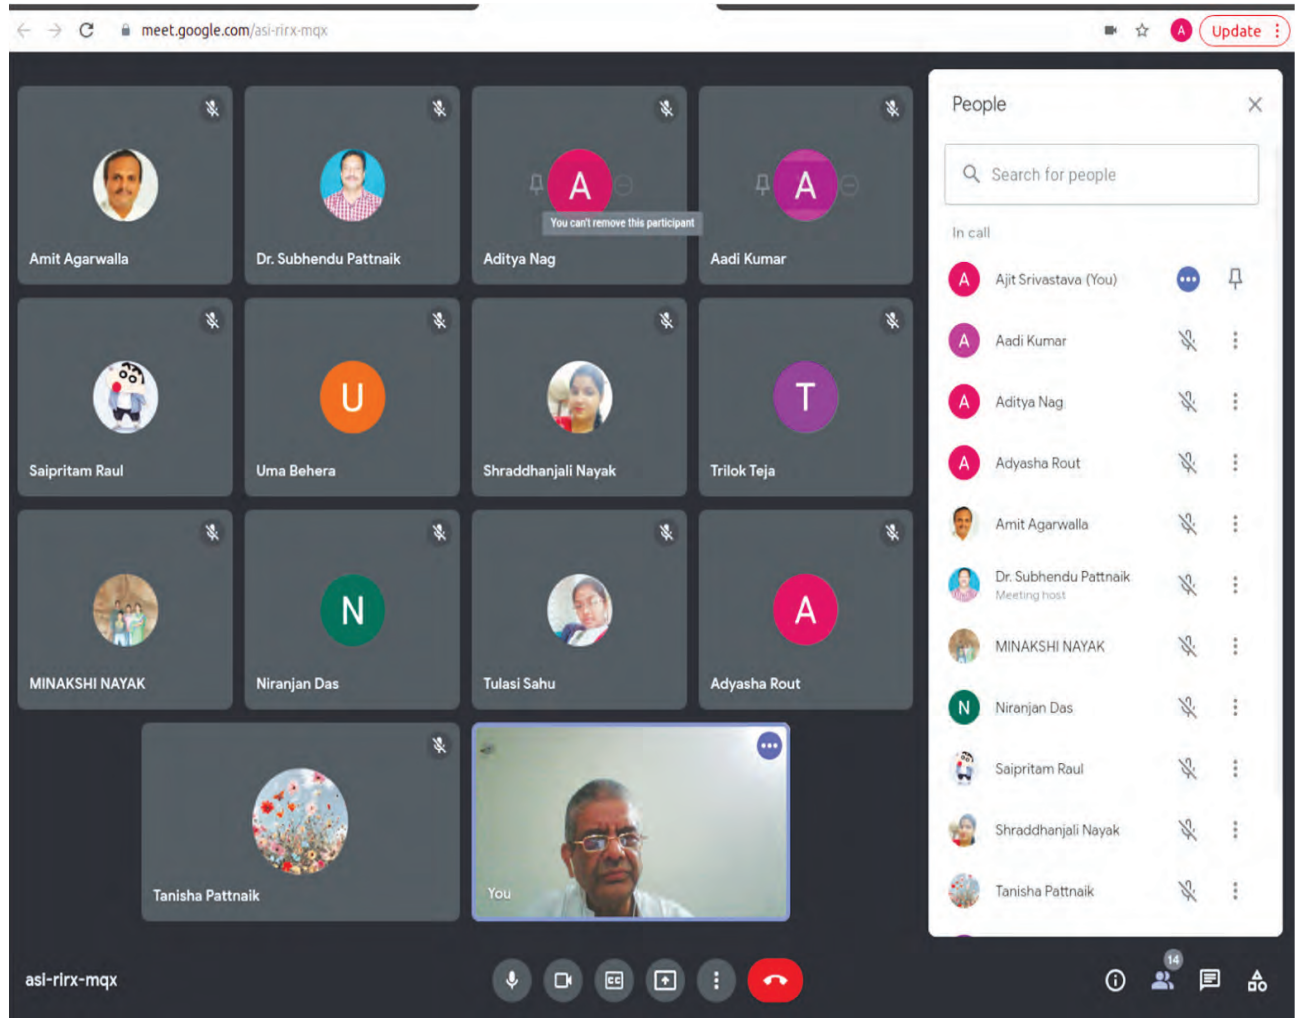 meet.google.com/asi-rirx-mqx
A
Update
Amit Agarwalla
Dr. Subhendu Pattnaik
A
You can't remove this participant
Aditya Nag
A
Aadi Kumar
Saipritam Raul
U
Uma Behera
Shraddhanjali Nayak
T
Trilok Teja
MINAKSHI NAYAK
N
Niranjan Das
Tulasi Sahu
A
Adyasha Rout
Tanisha Pattnaik
You
People
Search for people
In call
A Ajit Srivastava (You)
A Aadi Kumar
A Aditya Nag
A Adyasha Rout
Amit Agarwalla
Dr. Subhendu Pattnaik
Meeting host
MINAKSHI NAYAK
N Niranjan Das
Saipritam Raul
Shraddhanjali Nayak
Tanisha Pattnaik
asi-rirx-mqx
CC
14